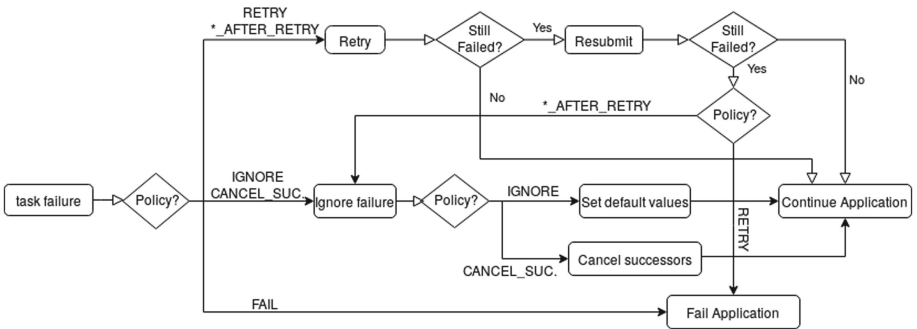 RETRY
*_AFTER_RETRY
Retry
Still
Failed?
Yes
Resubmit
Still
Failed?
Yes
No
No
*_AFTER_RETRY
Policy?
task failure
Policy?
IGNORE
CANCEL_SUC.
Ignore failure
Policy?
IGNORE
Set default values
RETRY
Continue Application
CANCEL_SUC.
Cancel successors
FAIL
Fail Application